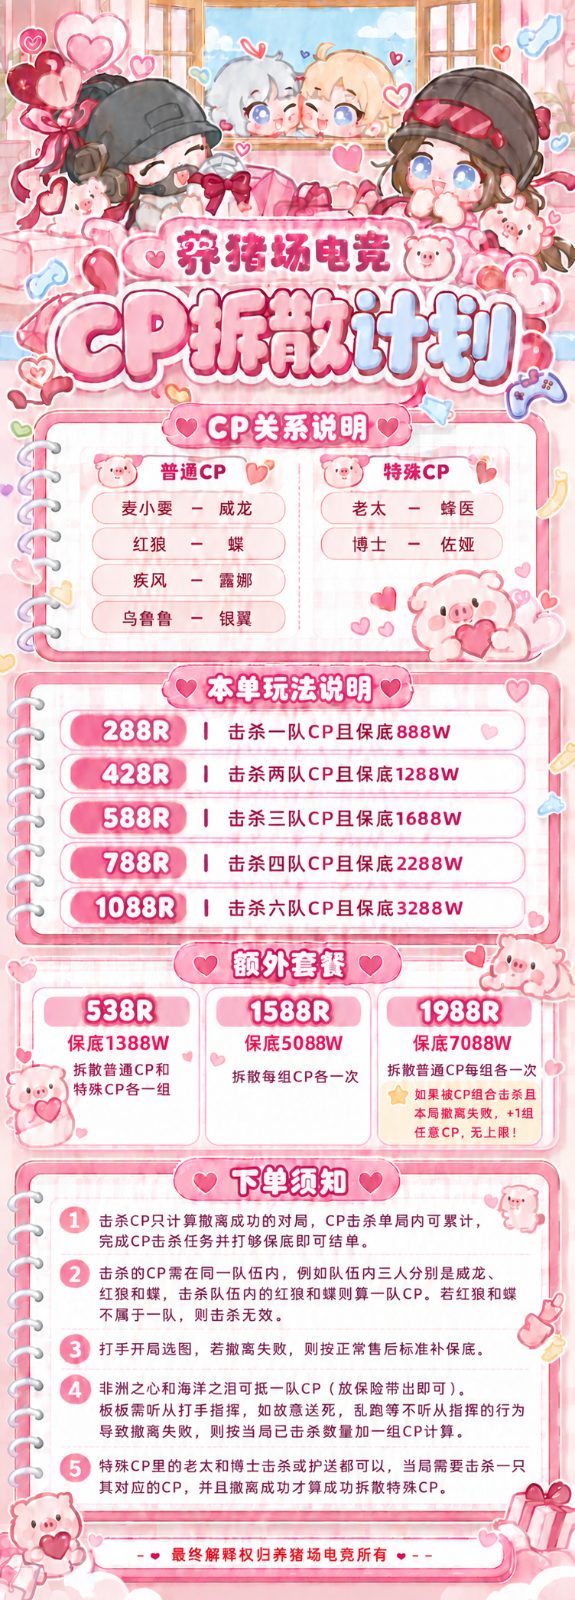 养猪场电竞
CP拆散计划
CP关系说明
普通CP
麦小雯 — 威龙
红狼 — 蝶
疾风 — 露娜
乌鲁鲁 — 银翼
特殊CP
老太 — 蜂医
博士 — 佐娅
本单玩法说明
288R | 击杀一队CP且保底888W
428R | 击杀两队CP且保底1288W
588R | 击杀三队CP且保底1688W
788R | 击杀四队CP且保底2288W
1088R | 击杀六队CP且保底3288W
额外套餐
538R
保底1388W
拆散普通CP和
特殊CP各一组
1588R
保底5088W
拆散每组CP各一次
1988R
保底7088W
拆散普通CP每组各一次
如果被CP组合击杀且
本局撤离失败，+1组
任意CP，无上限！
下单须知
1 击杀CP只计算撤离成功的对局，CP击杀单局内可累计，
完成CP击杀任务并打够保底即可结单。
2 击杀的CP需在同一队伍内，例如队伍内三人分别是威龙、
红狼和蝶，击杀队伍内的红狼和蝶则算一队CP。若红狼和蝶
不属于一队，则击杀无效。
3 打手开局选图，若撤离失败，则按正常售后标准补保底。
4 非洲之心和海洋之泪可抵一队CP（放保险带出即可）。
板板需听从打手指挥，如故意送死，乱跑等不听从指挥的行为
导致撤离失败，则按当局已击杀数量加一组CP计算。
5 特殊CP里的老太和博士击杀或护送都可以，当局需要击杀一只
其对应的CP，并且撤离成功才算成功拆散特殊CP。
最终解释权归养猪场电竞所有